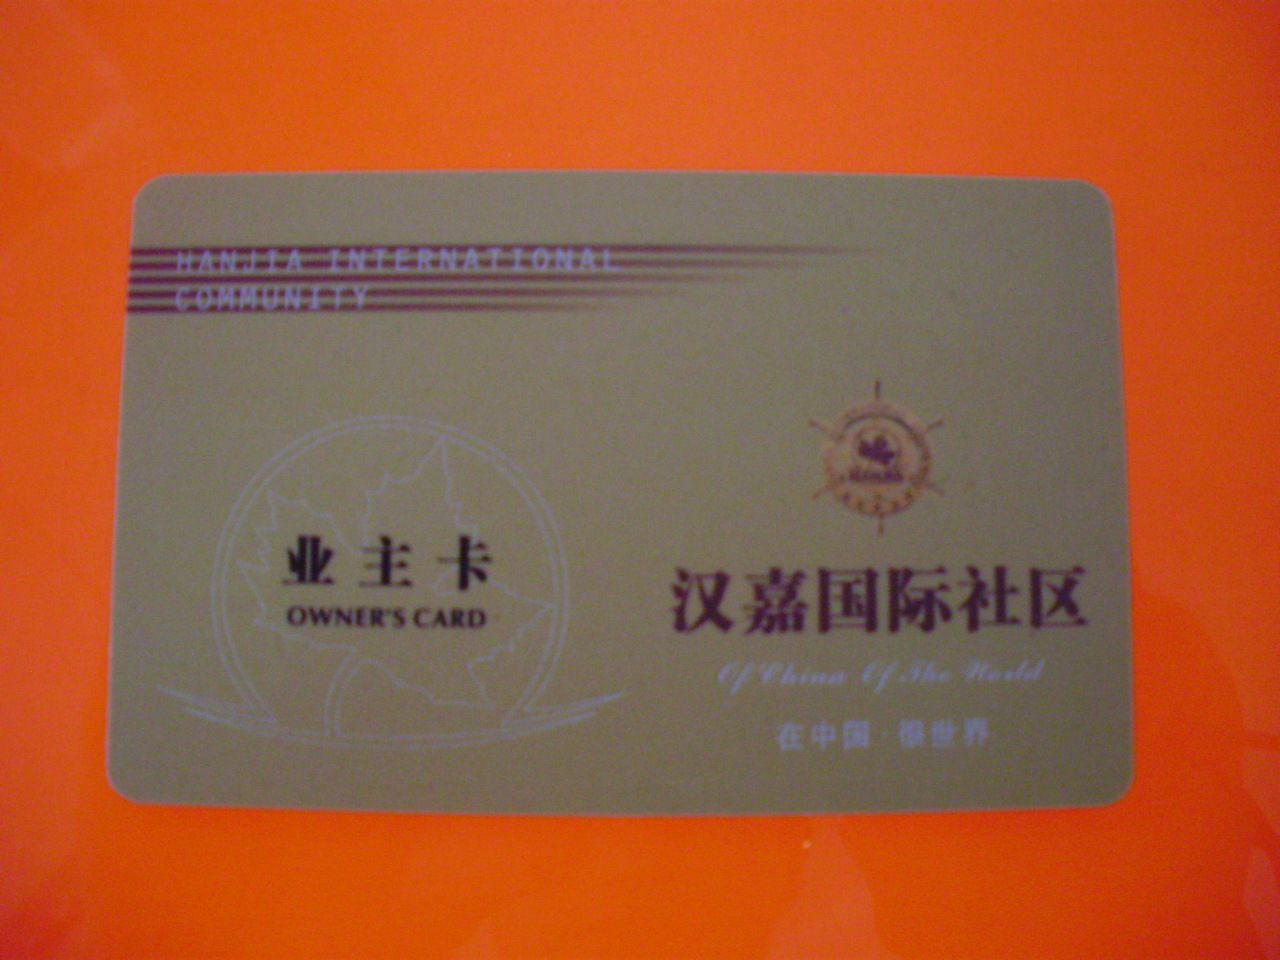 HANJIA INTERNATIONAL
COMMUNITY
业主卡
OWNER'S CARD
汉嘉国际社区
Of China Of The World
在中国·很世界